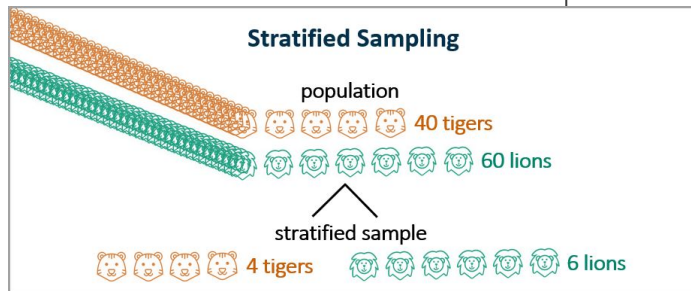 Stratified Sampling
population
40 tigers
60 lions
stratified sample
4 tigers
6 lions